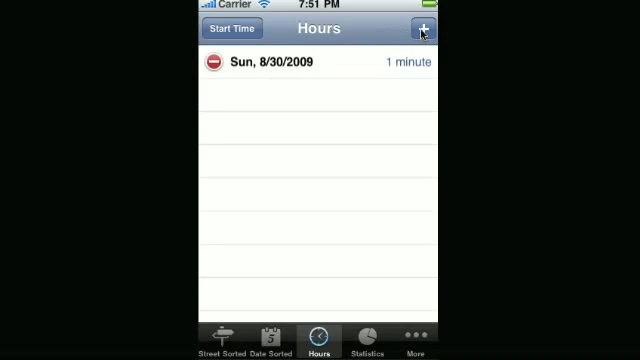 Carrier 7:51 PM
Start Time Hours +
Sun, 8/30/2009 1 minute
5
Street Sorted Date Sorted Hours Statistics More